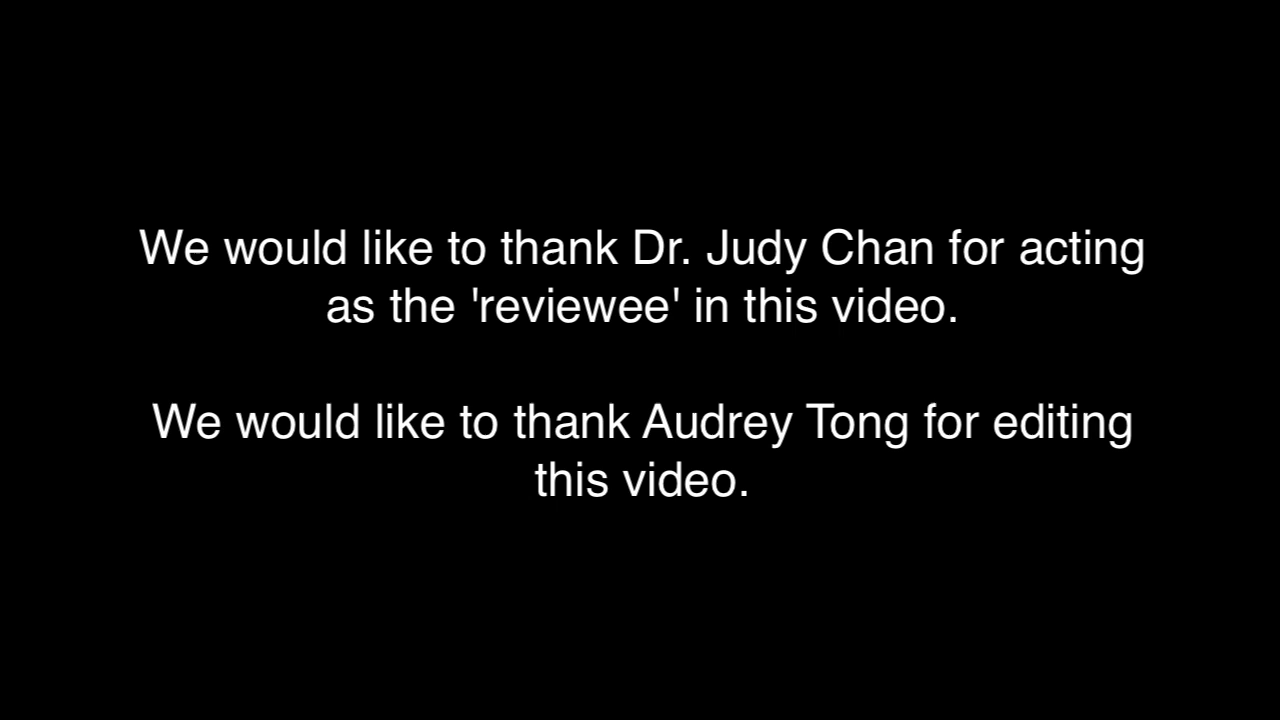 We would like to thank Dr. Judy Chan for acting
as the 'reviewee' in this video.
We would like to thank Audrey Tong for editing
this video.